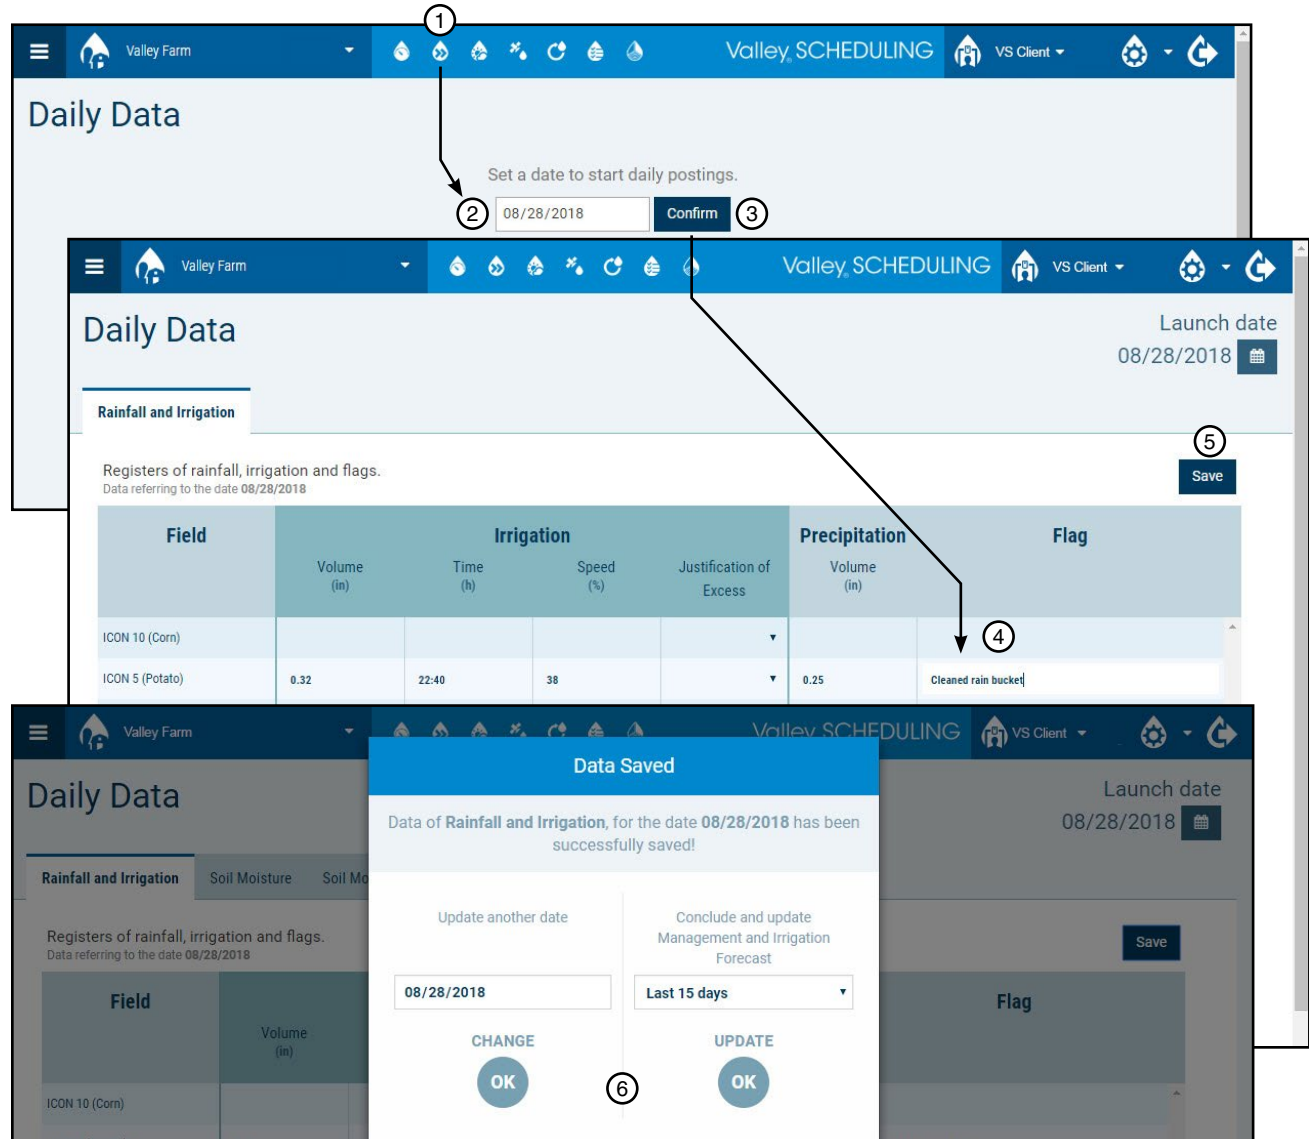 1
Valley Farm
Valley® SCHEDULING
VS Client
Daily Data
Set a date to start daily postings.
2
08/28/2018
Confirm
3
Valley Farm
Valley® SCHEDULING
VS Client
Daily Data
Launch date
08/28/2018
Rainfall and Irrigation
5
Registers of rainfall, irrigation and flags.
Save
Data referring to the date 08/28/2018
Field
Irrigation
Precipitation
Flag
Volume
(in)
Time
(h)
Speed
(%)
Justification of
Excess
Volume
(in)
ICON 10 (Corn)
4
ICON 5 (Potato)
0.32
22:40
38
0.25
Cleaned rain bucket
Valley Farm
Valley SCHEDULING
VS Client
Daily Data
Launch date
08/28/2018
Data Saved
Data of Rainfall and Irrigation, for the date 08/28/2018 has been
successfully saved!
Rainfall and Irrigation
Soil Moisture
Soil Mo
Registers of rainfall, irrigation and flags.
Save
Data referring to the date 08/28/2018
Update another date
Conclude and update
Management and Irrigation
Forecast
08/28/2018
Last 15 days
Field
Flag
Volume
(in)
CHANGE
UPDATE
OK
6
OK
ICON 10 (Corn)